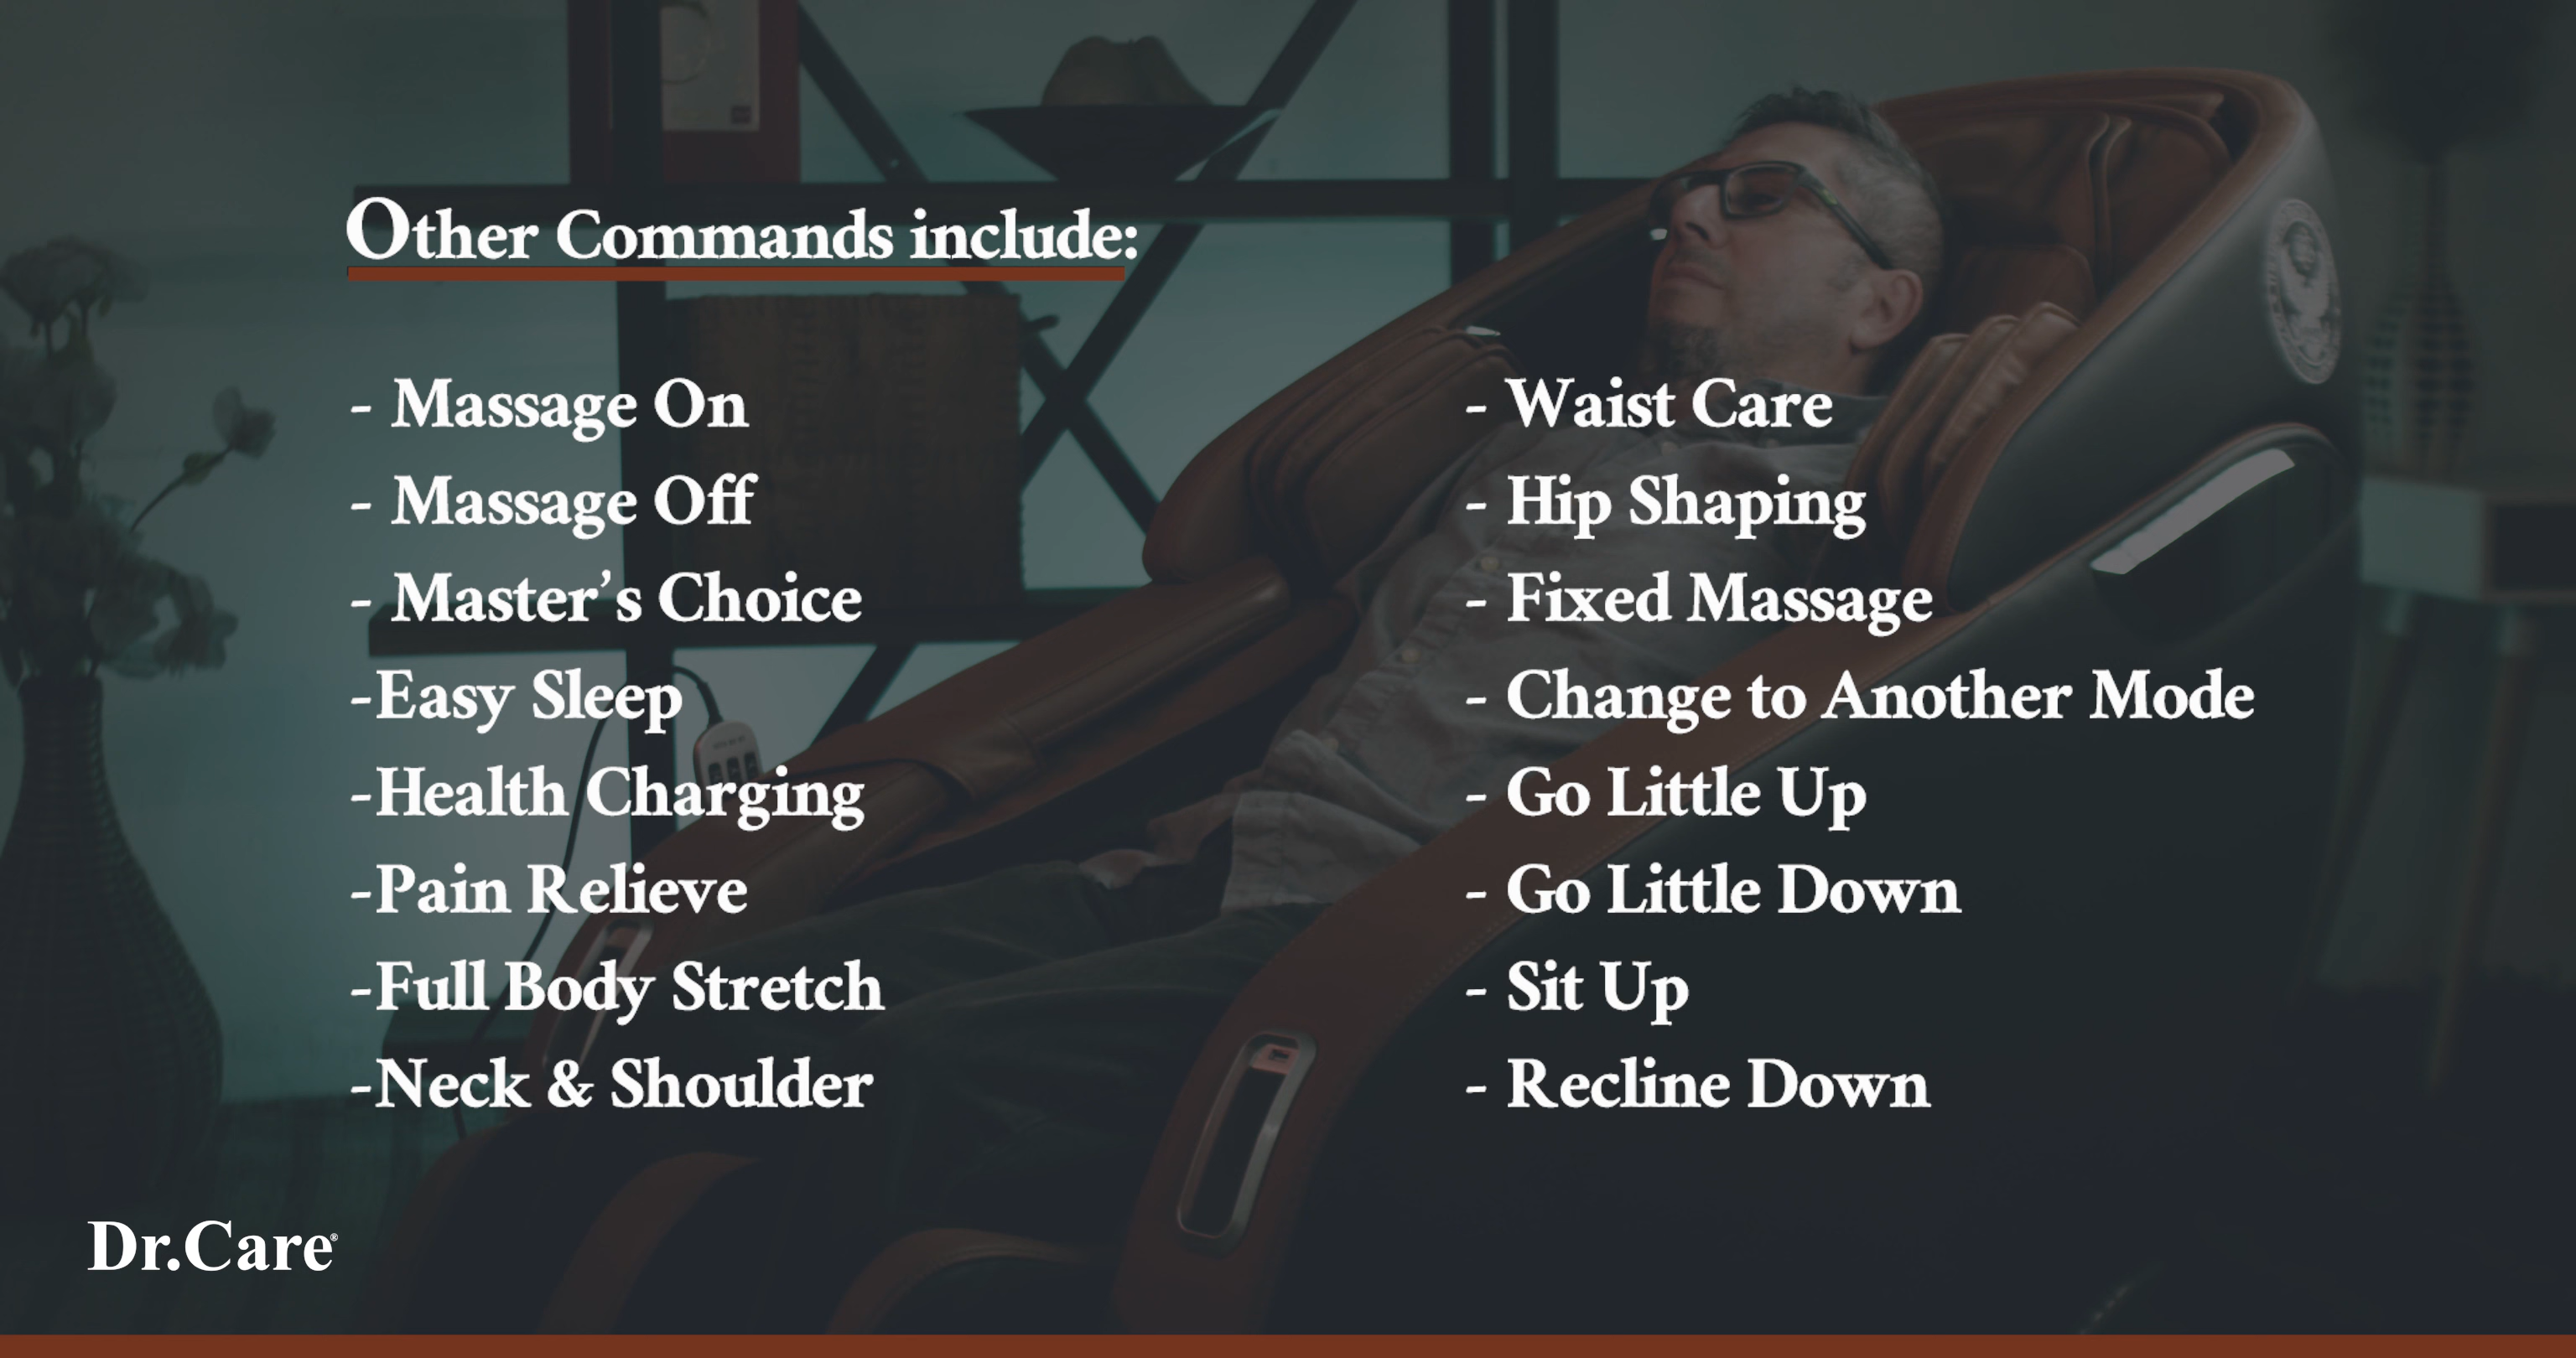 Other Commands include:
- Massage On
- Massage Off
- Master's Choice
-Easy Sleep
-Health Charging
-Pain Relieve
-Full Body Stretch
-Neck & Shoulder
- Waist Care
- Hip Shaping
- Fixed Massage
- Change to Another Mode
- Go Little Up
- Go Little Down
- Sit Up
- Recline Down
Dr.Care®